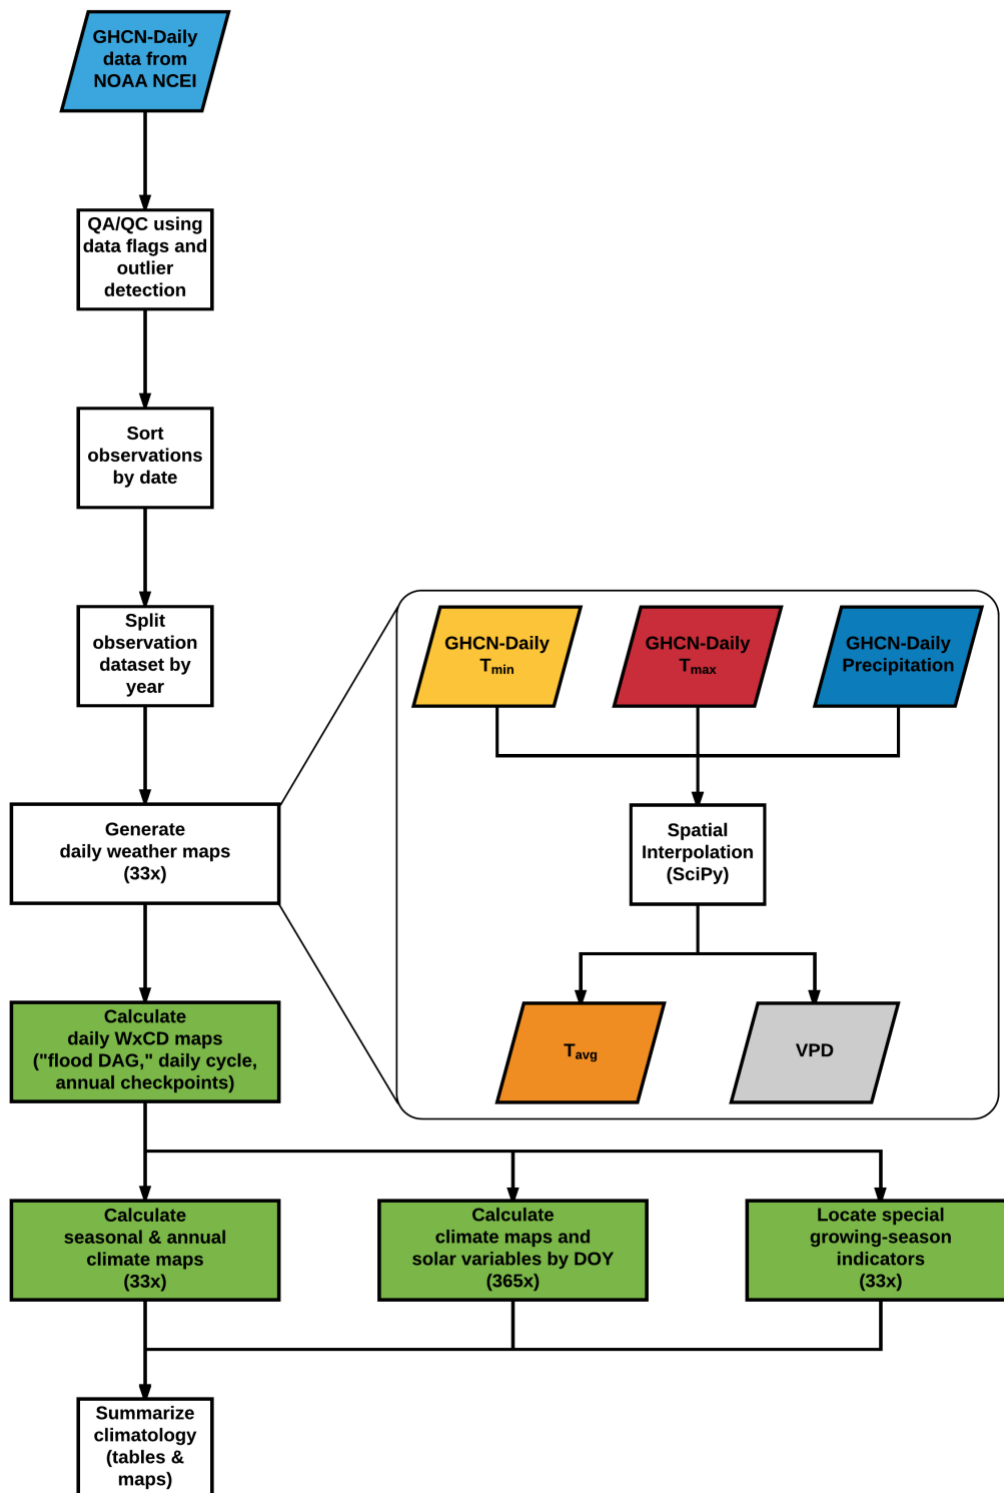 GHCN-Daily
data from
NOAA NCEI
QA/QC using
data flags and
outlier
detection
Sort
observations
by date
Split
observation
dataset by
year
Generate
daily weather maps
(33x)
GHCN-Daily
Tmin
GHCN-Daily
Tmax
GHCN-Daily
Precipitation
Spatial
Interpolation
(SciPy)
Tavg
VPD
Calculate
daily WxCD maps
("flood DAG," daily cycle,
annual checkpoints)
Calculate
seasonal & annual
climate maps
(33x)
Calculate
climate maps and
solar variables by DOY
(365x)
Locate special
growing-season
indicators
(33x)
Summarize
climatology
(tables &
maps)